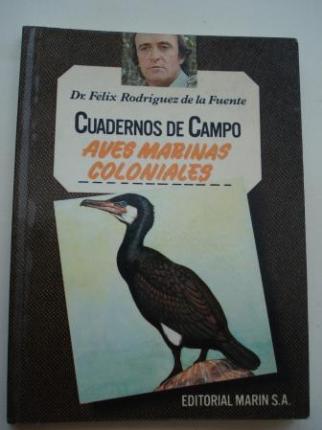 Dr. Félix Rodríguez de la Fuente
CUADERNOS DE CAMPO
AVES MARINAS
COLONIALES
EDITORIAL MARIN S.A.